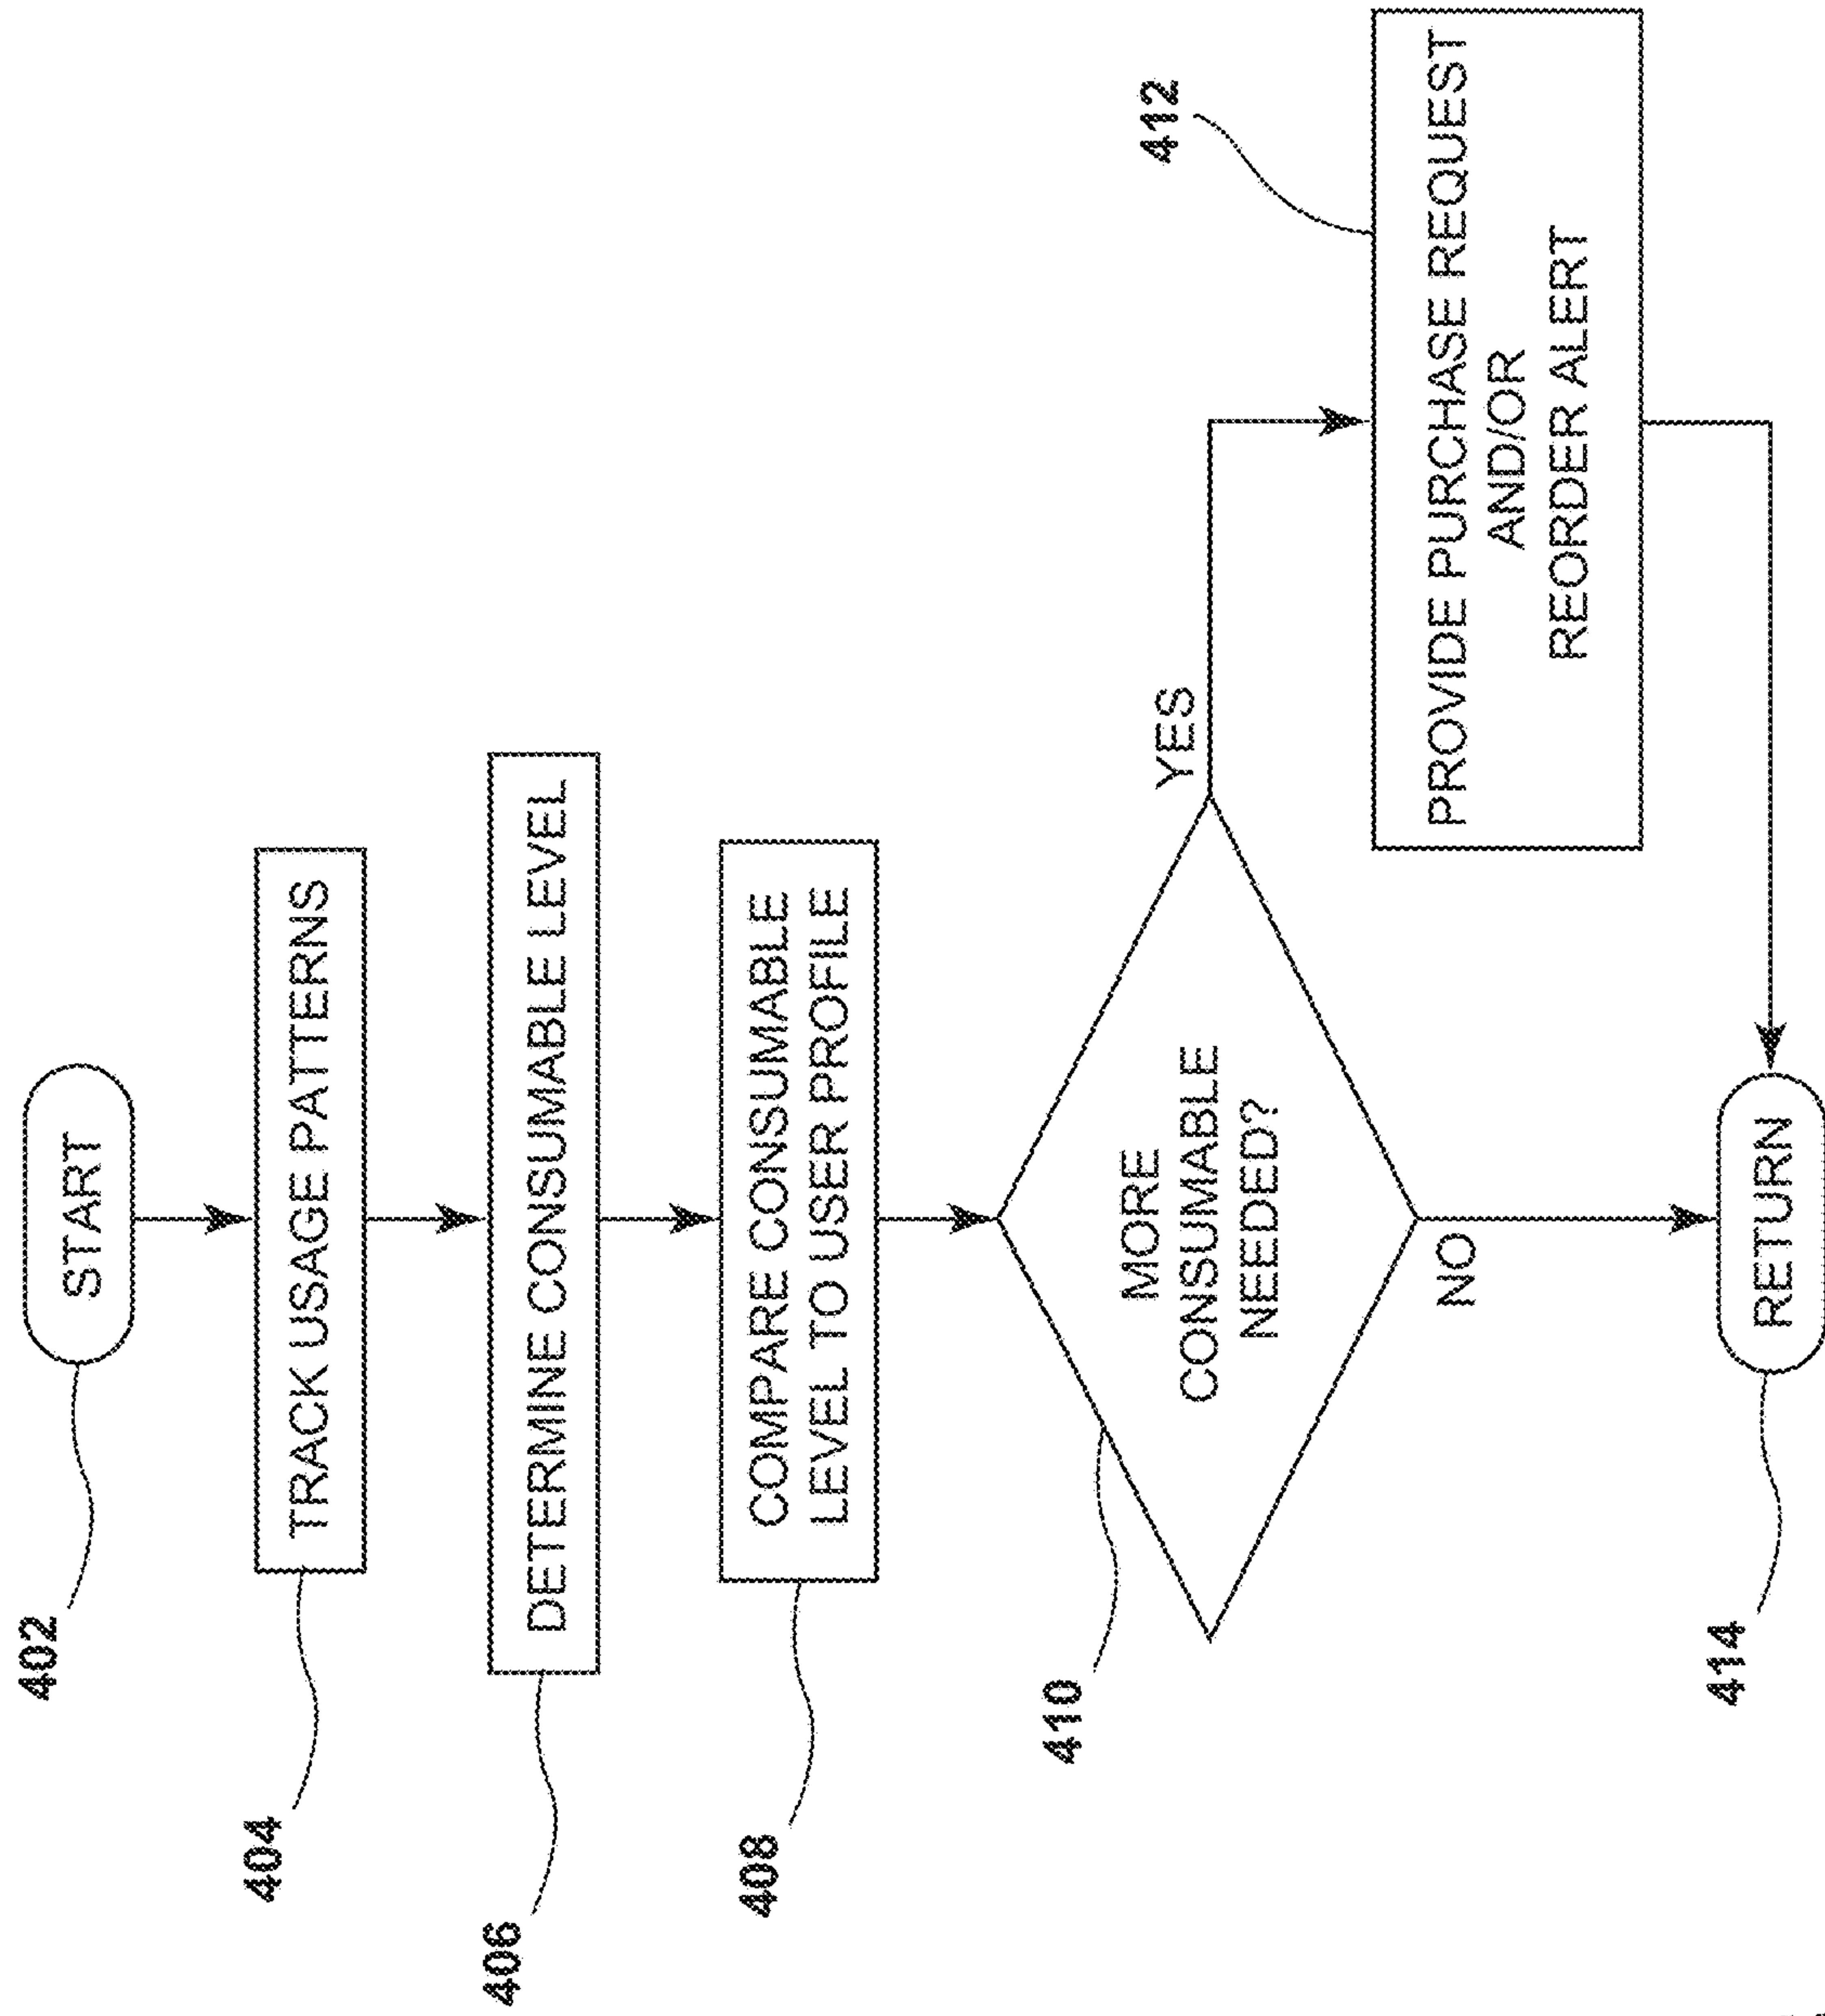 402
START
404
TRACK USAGE PATTERNS
406
DETERMINE CONSUMABLE LEVEL
408
COMPARE CONSUMABLE
LEVEL TO USER PROFILE
410
MORE
CONSUMABLE
NEEDED?
YES
NO
412
PROVIDE PURCHASE REQUEST
AND/OR
REORDER ALERT
414
RETURN